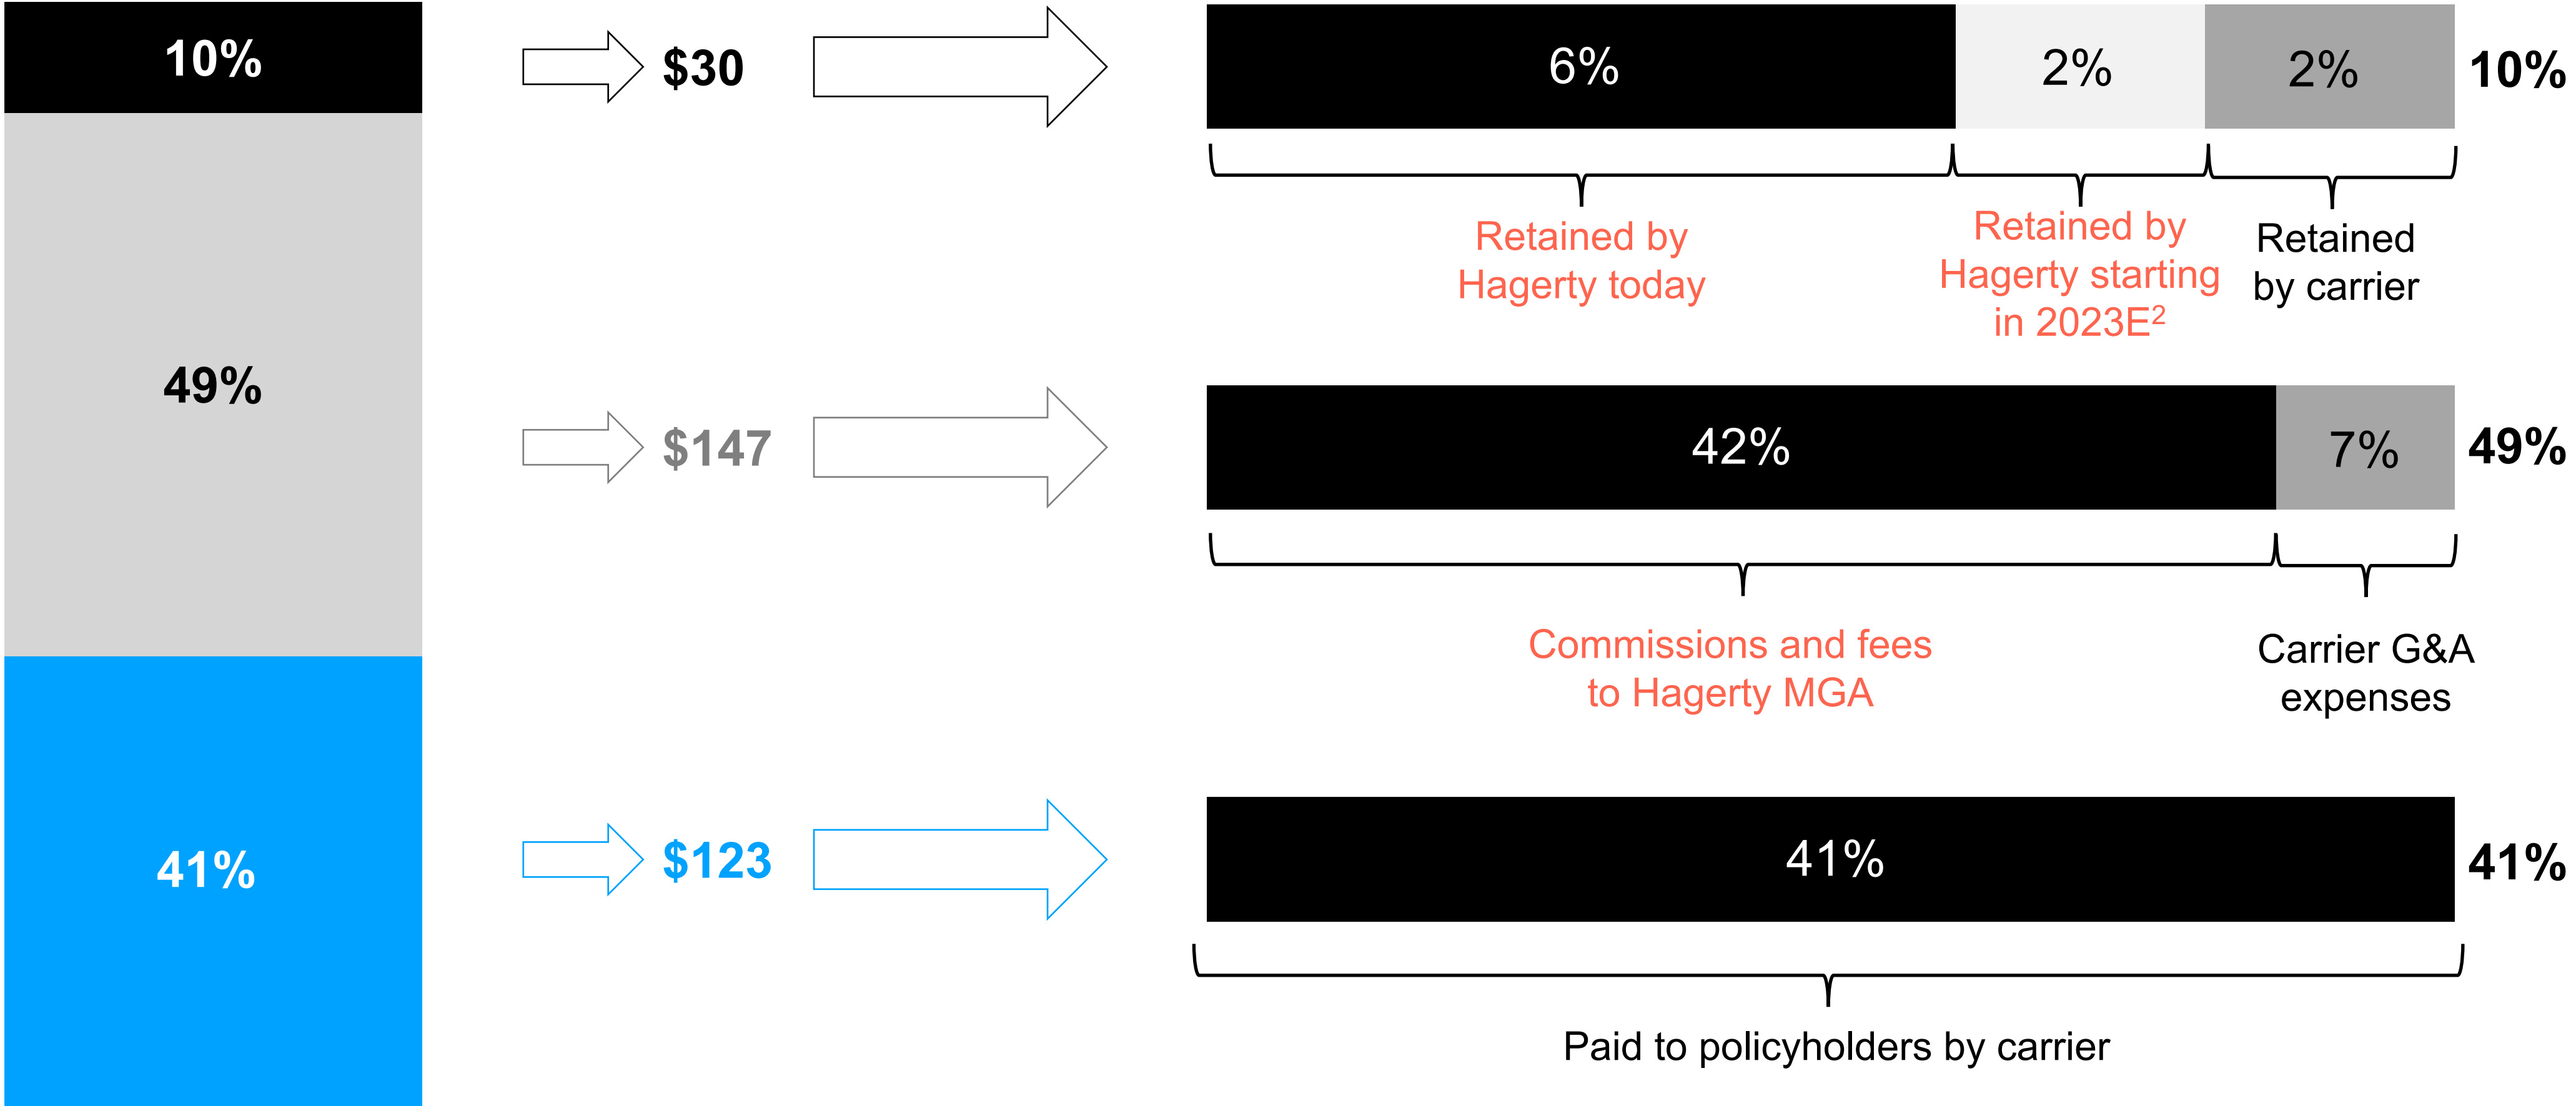 10%
$30
6%
2%
2%
10%
Retained by
Hagerty today
Retained by
Hagerty starting
in 2023E²
Retained
by carrier
49%
$147
42%
7%
49%
Commissions and fees
to Hagerty MGA
Carrier G&A
expenses
41%
$123
41%
41%
Paid to policyholders by carrier